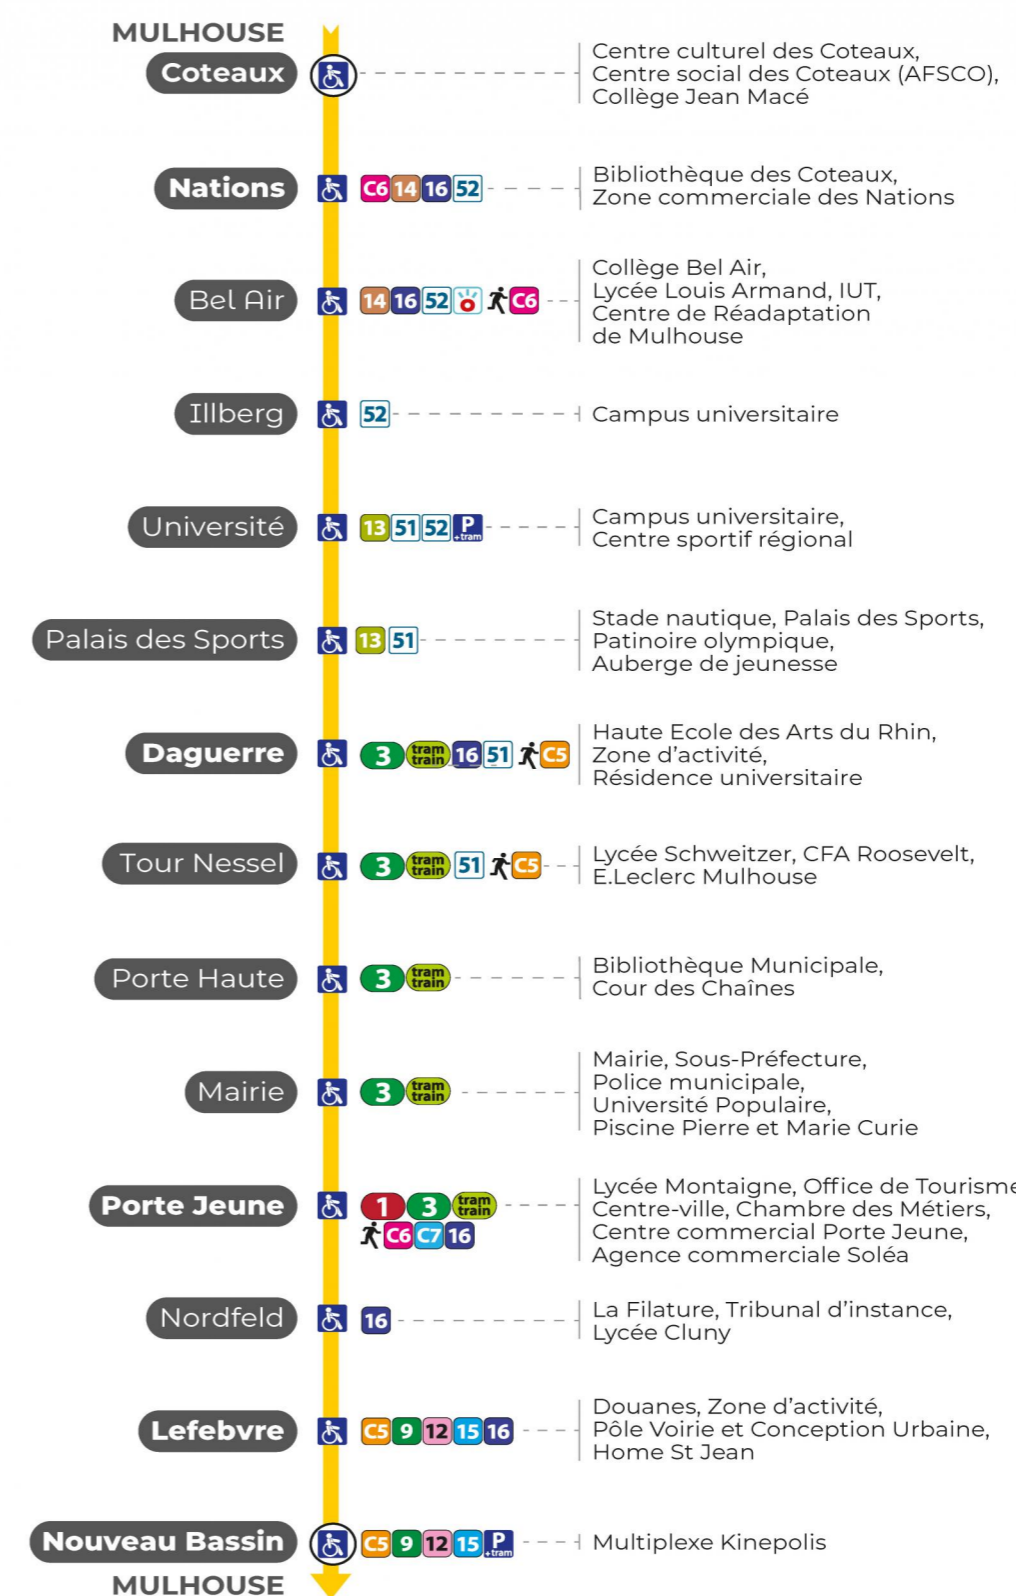 MULHOUSE
Coteaux
Centre culturel des Coteaux,
Centre social des Coteaux (AFSCO),
Collège Jean Macé
Nations C6 14 16 52
Bibliothèque des Coteaux,
Zone commerciale des Nations
Bel Air 14 16 52 C6
Collège Bel Air,
Lycée Louis Armand, IUT,
Centre de Réadaptation
de Mulhouse
Illberg 52
Campus universitaire
Université 13 51 52 P +tram
Campus universitaire,
Centre sportif régional
Palais des Sports 13 51
Stade nautique, Palais des Sports,
Patinoire olympique,
Auberge de jeunesse
Daguerre 3 tram train 16 51 C5
Haute Ecole des Arts du Rhin,
Zone d'activité,
Résidence universitaire
Tour Nessel 3 tram train 51 C5
Lycée Schweitzer, CFA Roosevelt,
E.Leclerc Mulhouse
Porte Haute 3 tram train
Bibliothèque Municipale,
Cour des Chaînes
Mairie 3 tram train
Mairie, Sous-Préfecture,
Police municipale,
Université Populaire,
Piscine Pierre et Marie Curie
Porte Jeune 1 3 tram train
C6 C7 16
Lycée Montaigne, Office de Tourisme
Centre-ville, Chambre des Métiers,
Centre commercial Porte Jeune,
Agence commerciale Soléa
Nordfeld 16
La Filature, Tribunal d'instance,
Lycée Cluny
Lefebvre C5 9 12 15 16
Douanes, Zone d'activité,
Pôle Voirie et Conception Urbaine,
Home St Jean
Nouveau Bassin C5 9 12 15 P +tram
Multiplexe Kinepolis
MULHOUSE